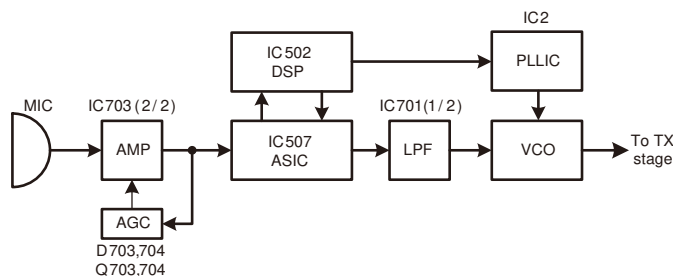 IC2
IC502
DSP
PLLIC
MIC
IC703 (2/2)
IC701(1/2)
AMP
IC507
ASIC
LPF
VCO
To TX
stage
AGC
D703,704
Q703,704